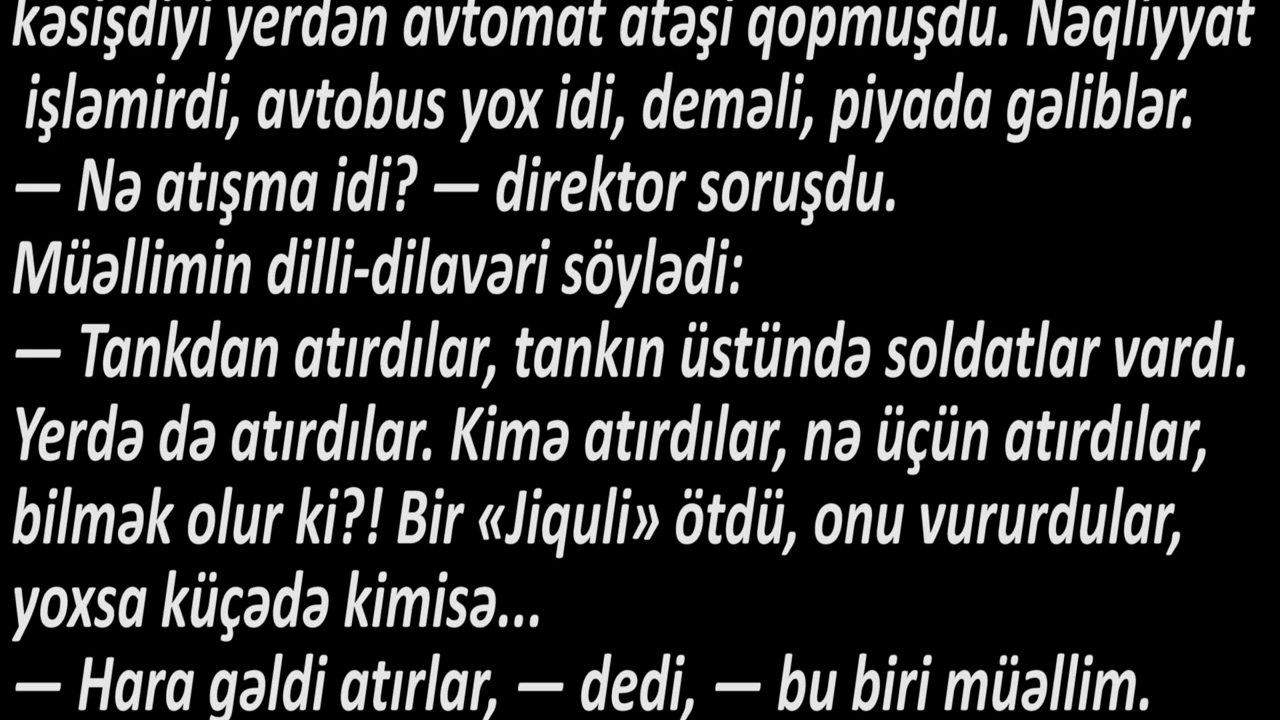 kəsişdiyi yerdən avtomat atəşi qopmuşdu. Nəqliyyat
işləmirdi, avtobus yox idi, deməli, piyada gəliblər.
— Nə atışma idi? — direktor soruşdu.
Müəllimin dilli-dilavəri söylədi:
— Tankdan atırdılar, tankın üstündə soldatlar vardı.
Yerdə də atırdılar. Kimə atırdılar, nə üçün atırdılar,
bilmək olur ki?! Bir «Jiquli» ötdü, onu vururdular,
yoxsa küçədə kimisə...
— Hara gəldi atırlar, — dedi, — bu biri müəllim.